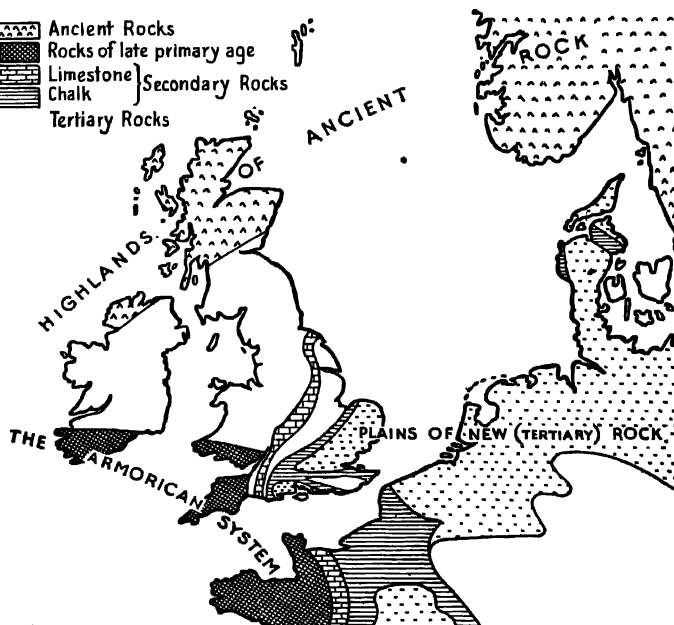 Ancient Rocks
Rocks of late primary age
Limestone
Chalk
Secondary Rocks
Tertiary Rocks
HIGHLANDS OF ANCIENT ROCK
PLAINS OF NEW (TERTIARY) ROCK
THE ARMORICAN SYSTEM